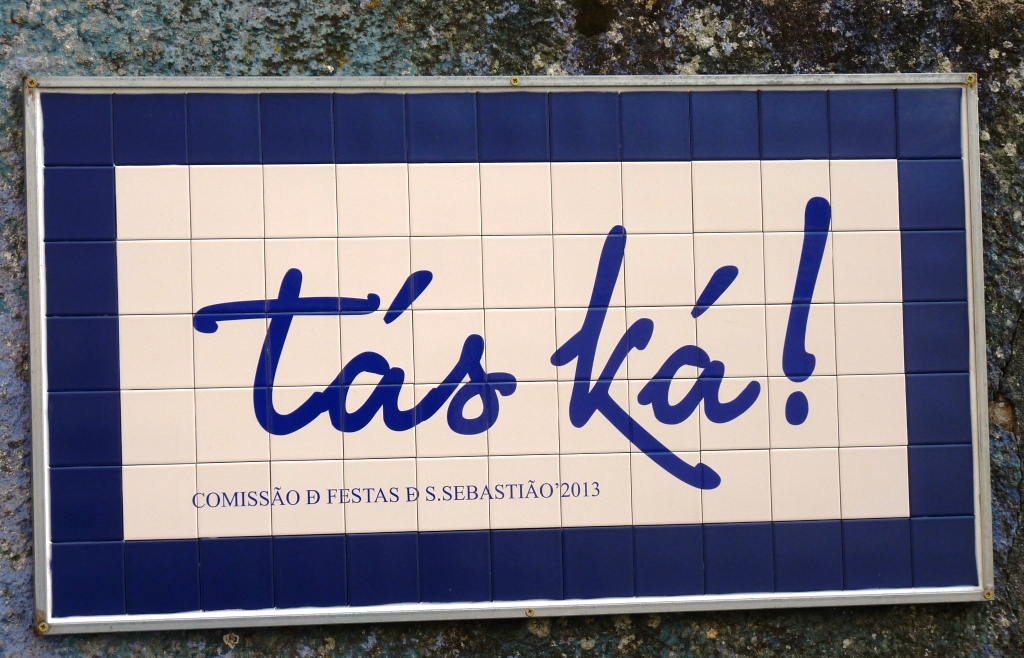 tás ká!
COMISSÃO Đ FESTAS Đ S.SEBASTIÃO'2013